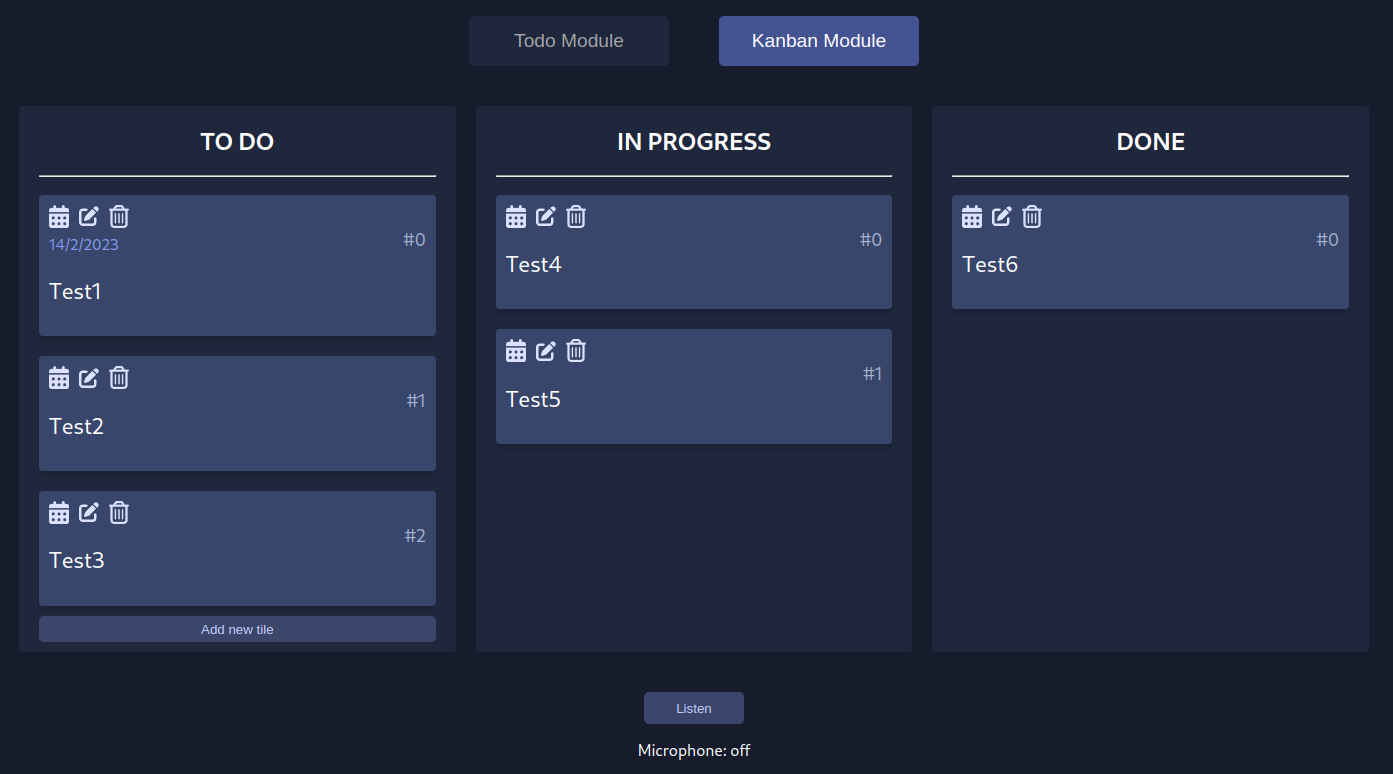 Todo Module
Kanban Module
TO DO
14/2/2023
#0
Test1
#1
Test2
#2
Test3
Add new tile
IN PROGRESS
#0
Test4
#1
Test5
DONE
#0
Test6
Listen
Microphone: off